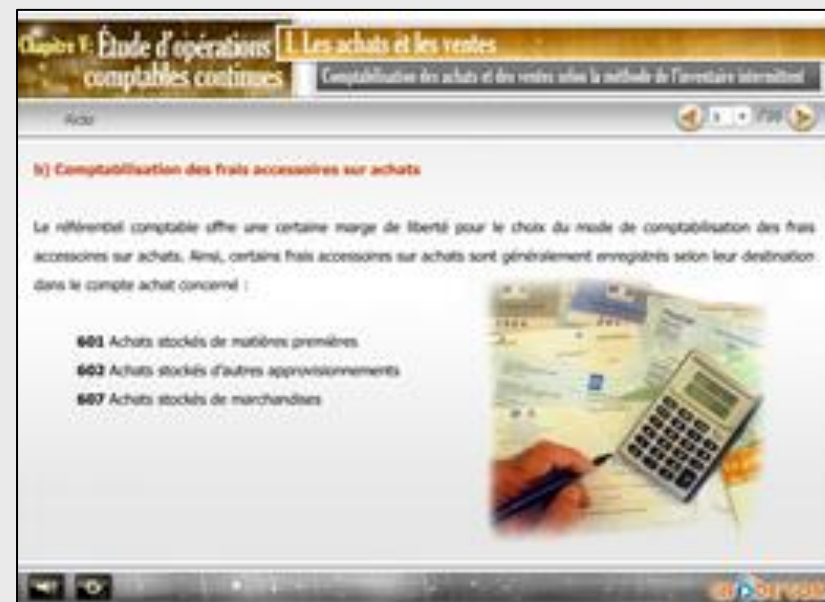 Chapitre V: Étude d'opérations
comptables continues
I. Les achats et les ventes
Comptabilisation des achats et des ventes selon la méthode de l'inventaire intermittent
b) Comptabilisation des frais accessoires sur achats
Le référentiel comptable offre une certaine marge de liberté pour le choix du mode de comptabilisation des frais
accessoires sur achats. Ainsi, certains frais accessoires sur achats sont généralement enregistrés selon leur destination
dans le compte achat concerné :
601 Achats stockés de matières premières
602 Achats stockés d'autres approvisionnements
607 Achats stockés de marchandises